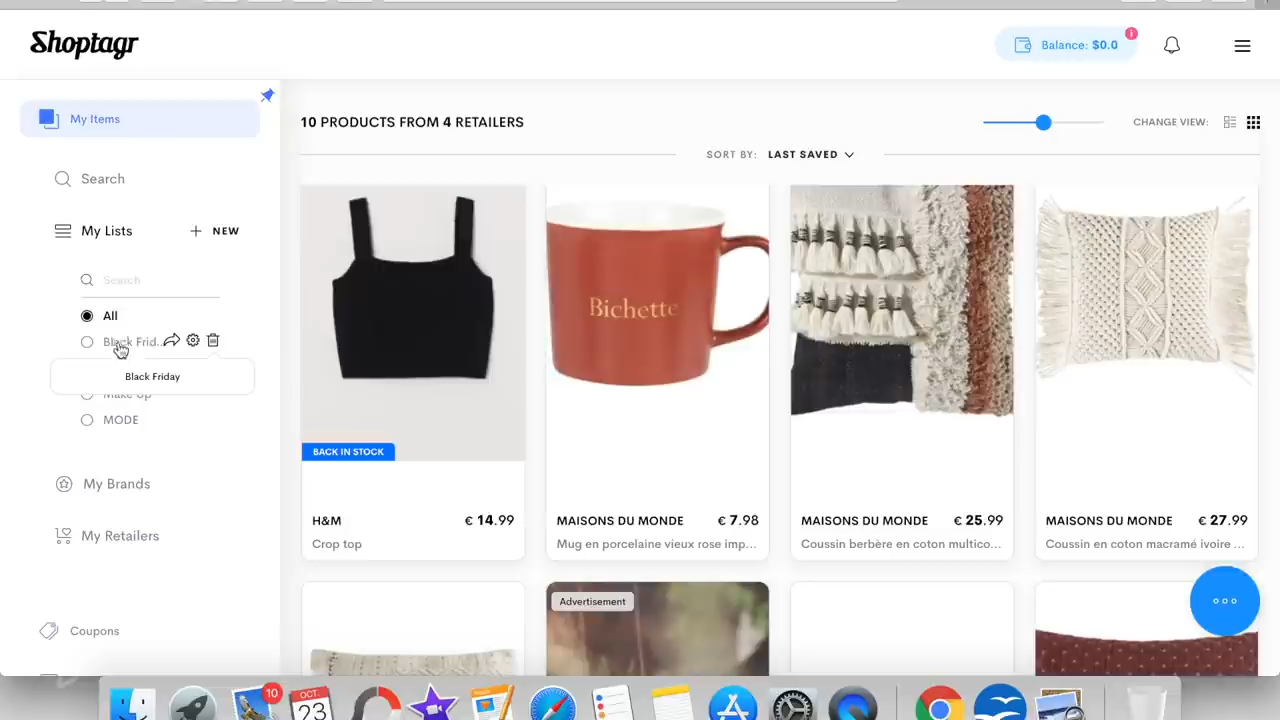 Shoptagr
Balance: $0.0
i
My Items
Search
My Lists
+ NEW
Search
All
Black Frid...
Black Friday
Make Up
MODE
My Brands
My Retailers
Coupons
10 PRODUCTS FROM 4 RETAILERS
CHANGE VIEW:
SORT BY: LAST SAVED
BACK IN STOCK
H&M € 14.99
Crop top
Bichette
MAISONS DU MONDE € 7.98
Mug en porcelaine vieux rose imp...
MAISONS DU MONDE € 25.99
Coussin berbère en coton multico...
MAISONS DU MONDE € 27.99
Coussin en coton macramé ivoire ...
Advertisement
10
OCT.
23